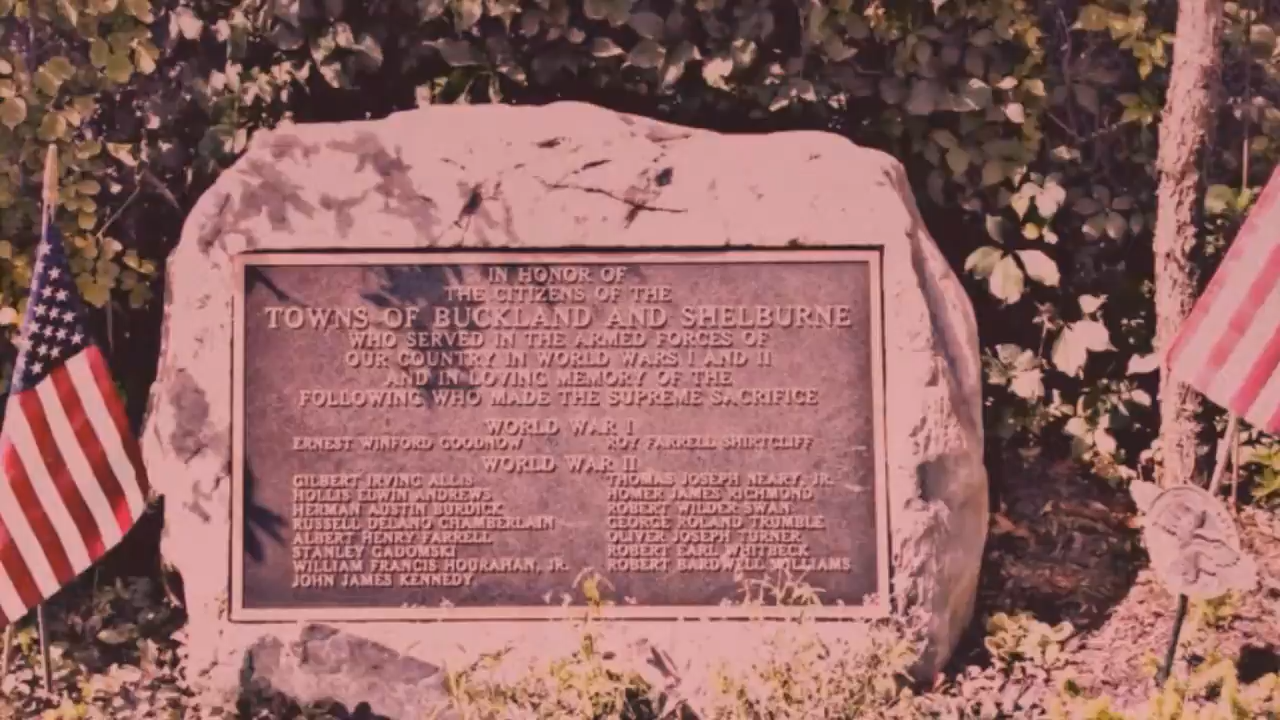 IN HONOR OF
THE CITIZENS OF THE
TOWNS OF BUCKLAND AND SHELBURNE
WHO SERVED IN THE ARMED FORCES OF
OUR COUNTRY IN WORLD WARS I AND II
AND IN LOVING MEMORY OF THE
FOLLOWING WHO MADE THE SUPREME SACRIFICE
WORLD WAR I
ERNEST WINFORD GOODNOW ROY FARRELL SHIRTCLIFF
WORLD WAR II
GILBERT IRVING ALLIS THOMAS JOSEPH NEARY, JR.
HOLLIS EDWIN ANDREWS HOMER JAMES RICHMOND
HERMAN AUSTIN BURDICK ROBERT WILDER SWAN
RUSSELL DELANO CHAMBERLAIN GEORGE ROLAND TRUMBLE
ALBERT HENRY FARRELL OLIVER JOSEPH TURNER
STANLEY GADOMSKI ROBERT EARL WHITBECK
WILLIAM FRANCIS HOURAHAN, JR. ROBERT BARDWELL WILLIAMS
JOHN JAMES KENNEDY